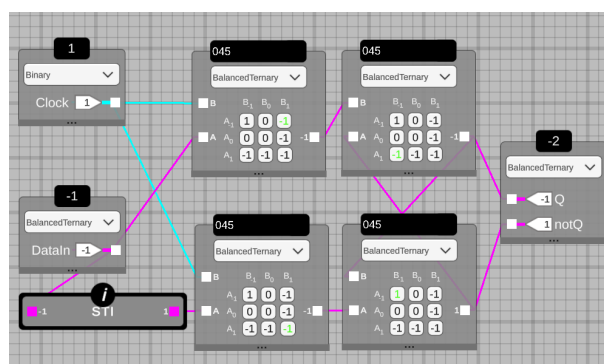 1
Binary
Clock 1
...
-1
BalancedTernary
DataIn -1
...
i
-1 STI 1
045
BalancedTernary
B₁ B₀ B₁
B A₁ 1 0 -1
A A₀ 0 0 -1 -1
A₁ -1 -1 -1
...
045
BalancedTernary
B₁ B₀ B₁
B A₁ 1 0 -1
A A₀ 0 0 -1 -1
A₁ -1 -1 -1
...
045
BalancedTernary
B₁ B₀ B₁
B A₁ 1 0 -1
A A₀ 0 0 -1 -1
A₁ -1 -1 -1
...
045
BalancedTernary
B₁ B₀ B₁
B A₁ 1 0 -1
A A₀ 0 0 -1 1
A₁ -1 -1 -1
...
-2
BalancedTernary
-1 Q
1 notQ
...